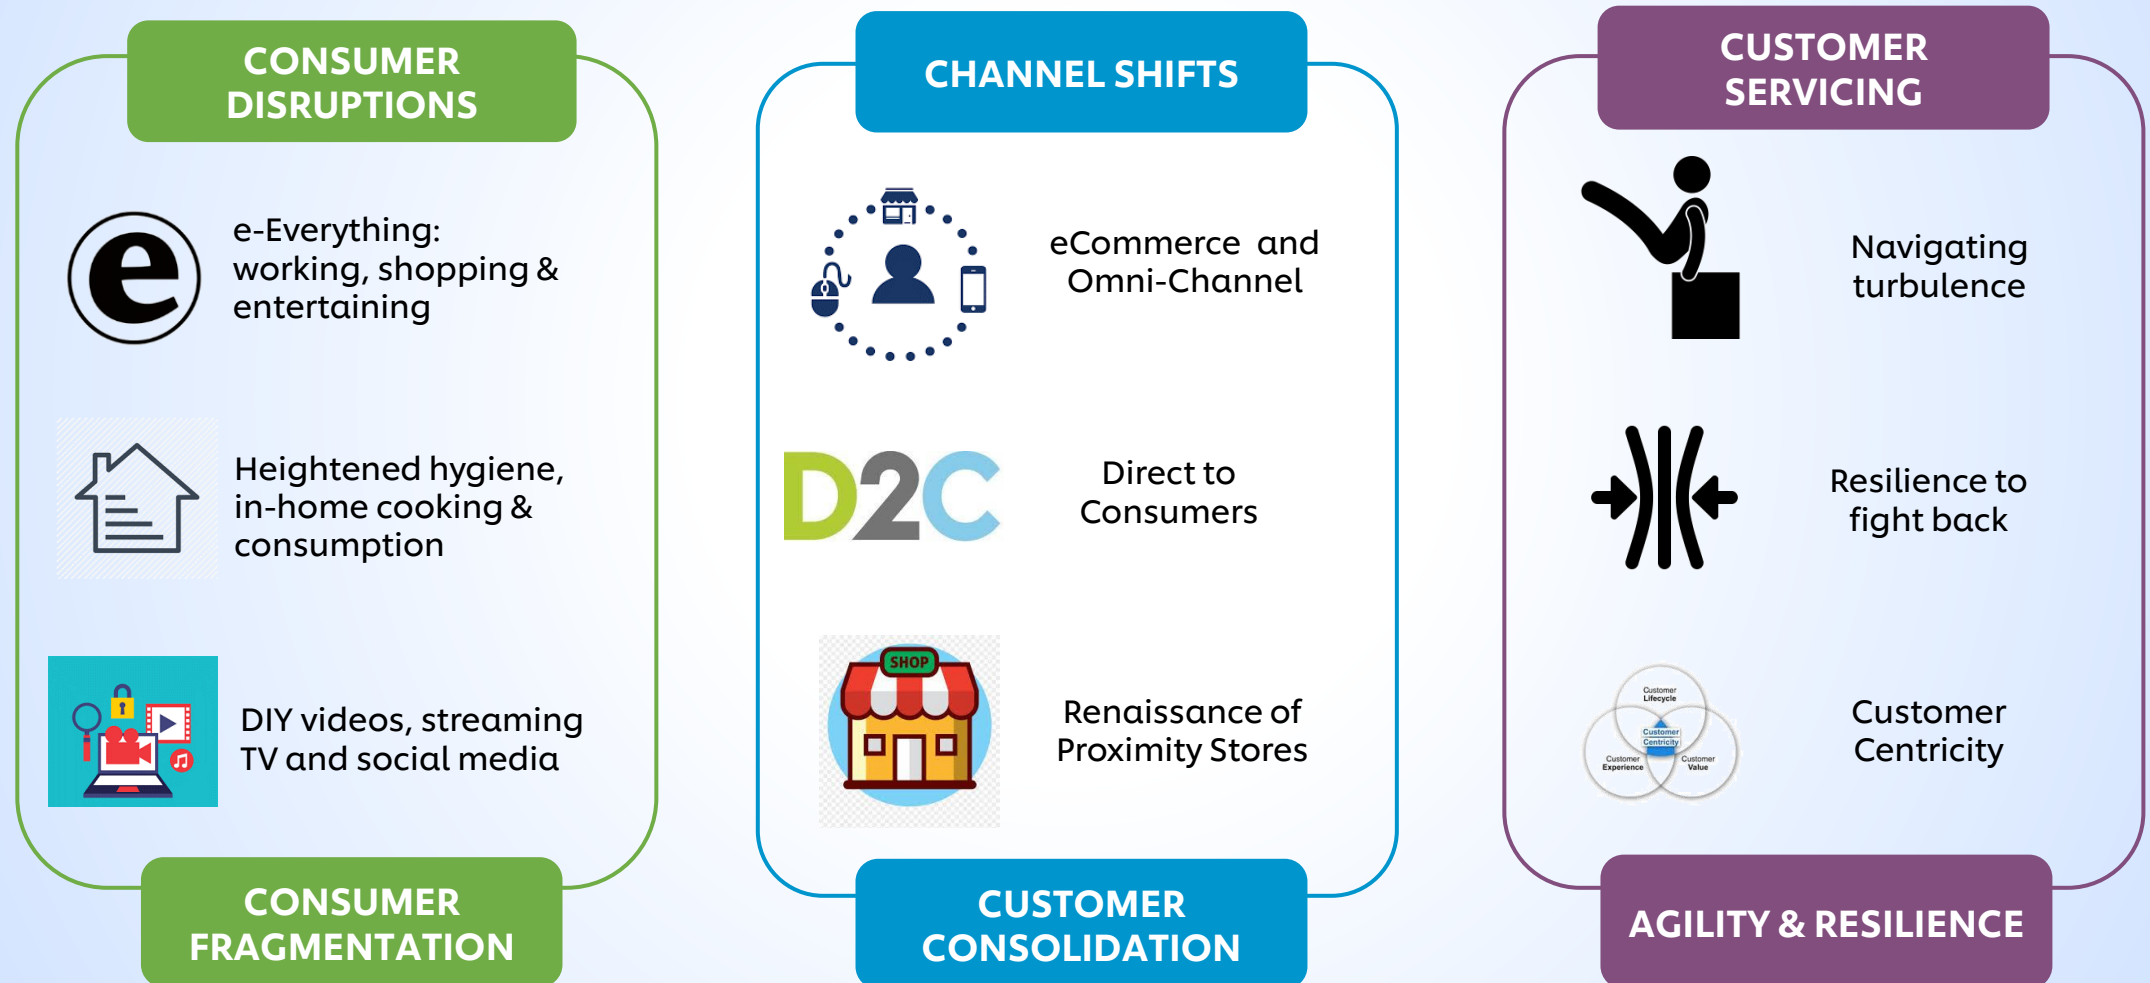 CONSUMER
DISRUPTIONS
e
e-Everything:
working, shopping &
entertaining
Heightened hygiene,
in-home cooking &
consumption
DIY videos, streaming
TV and social media
CONSUMER
FRAGMENTATION
CHANNEL SHIFTS
eCommerce and
Omni-Channel
D2C
Direct to
Consumers
SHOP
Renaissance of
Proximity Stores
CUSTOMER
CONSOLIDATION
CUSTOMER
SERVICING
Navigating
turbulence
Resilience to
fight back
Customer
Lifecycle
Customer
Centricity
Customer
Experience
Customer
Value
Customer
Centricity
AGILITY & RESILIENCE